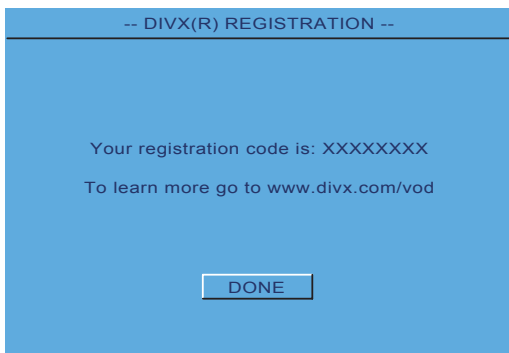 -- DIVX(R) REGISTRATION --
Your registration code is: XXXXXXXX
To learn more go to www.divx.com/vod
DONE